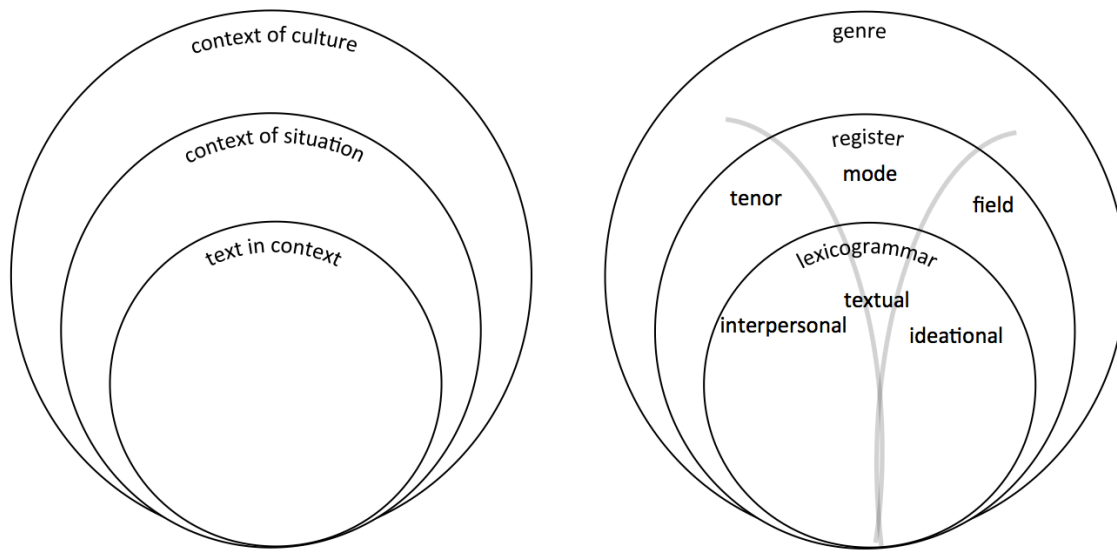 context of culture
context of situation
text in context
genre
register
mode
tenor
field
lexicogrammar
textual
interpersonal
ideational